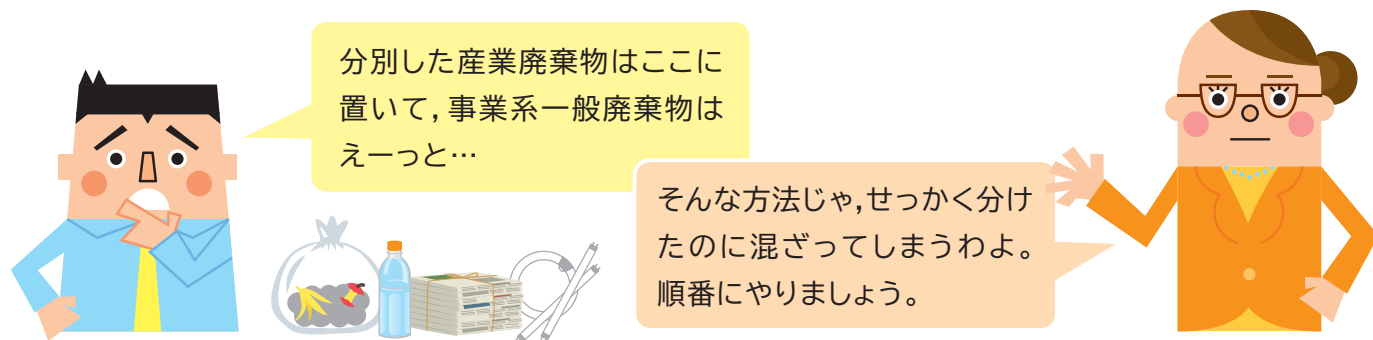 分別した産業廃棄物はここに
置いて，事業系一般廃棄物は
えーっと…
そんな方法じゃ，せっかく分け
たのに混ざってしまうわよ。
順番にやりましょう。